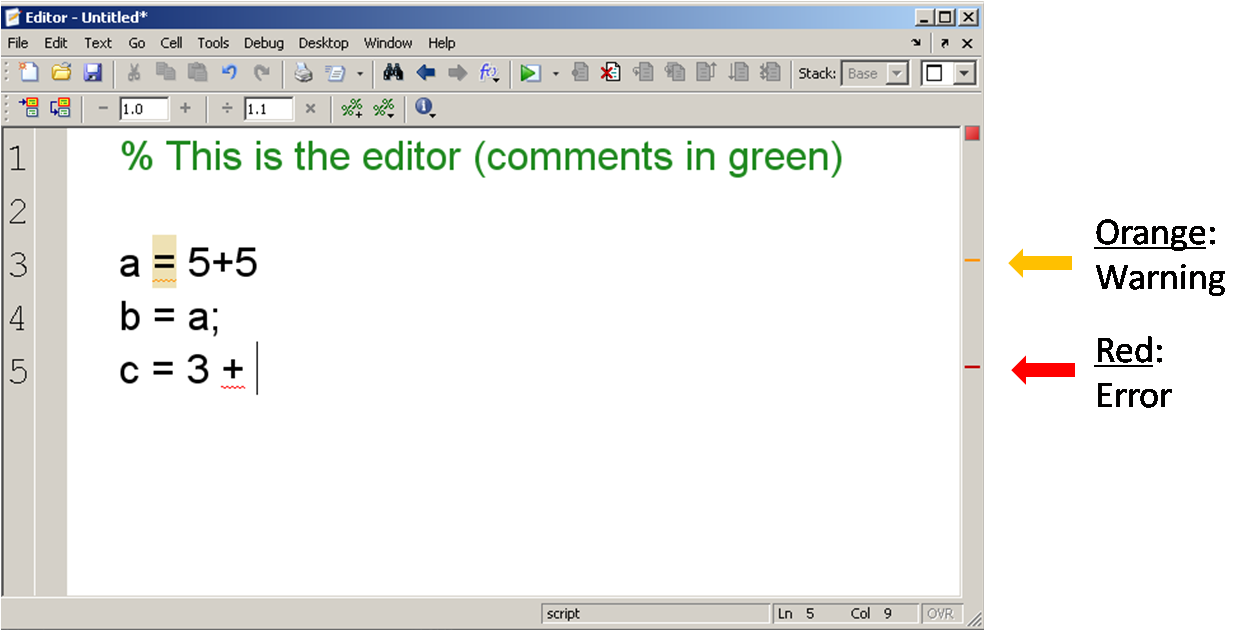 Editor - Untitled*
File Edit Text Go Cell Tools Debug Desktop Window Help
Stack: Base
1.0 1.1
1 % This is the editor (comments in green)
2
3 a = 5+5
4 b = a;
5 c = 3 +
Orange:
Warning
Red:
Error
script Ln 5 Col 9 OVR